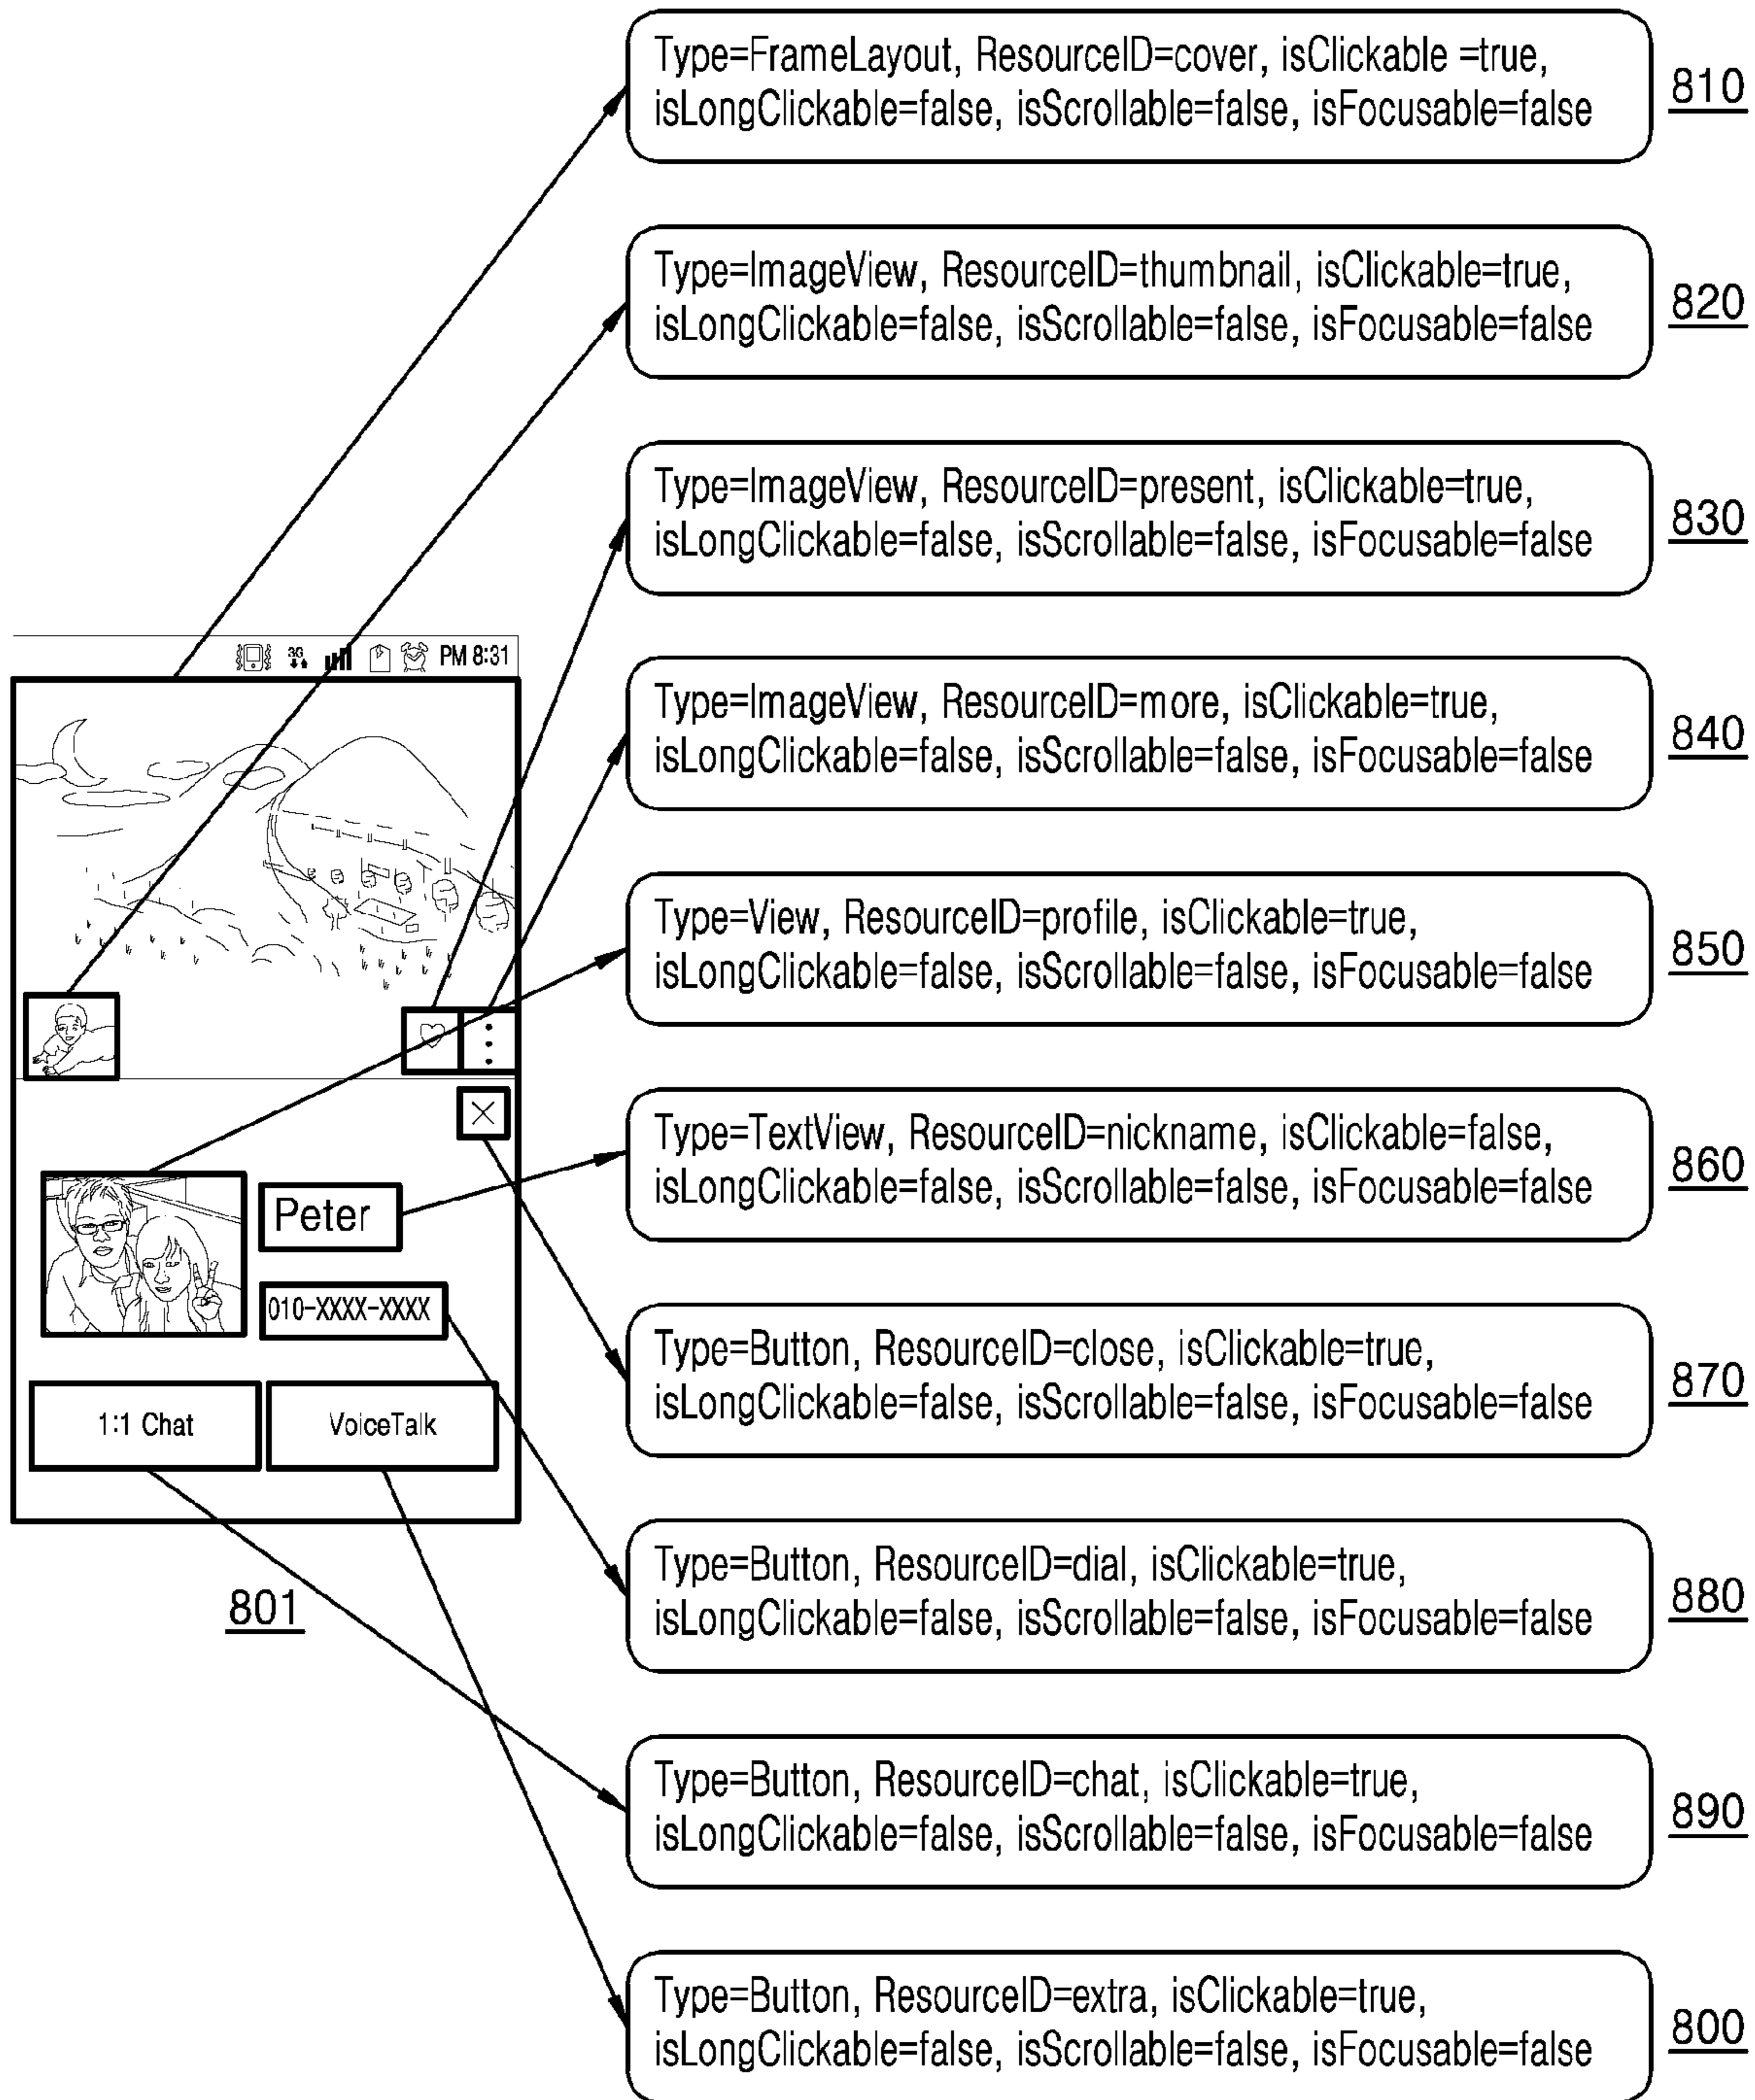 Type=FrameLayout, ResourceID=cover, isClickable =true,
isLongClickable=false, isScrollable=false, isFocusable=false
810
Type=ImageView, ResourceID=thumbnail, isClickable=true,
isLongClickable=false, isScrollable=false, isFocusable=false
820
Type=ImageView, ResourceID=present, isClickable=true,
isLongClickable=false, isScrollable=false, isFocusable=false
830
Type=ImageView, ResourceID=more, isClickable=true,
isLongClickable=false, isScrollable=false, isFocusable=false
840
Type=View, ResourceID=profile, isClickable=true,
isLongClickable=false, isScrollable=false, isFocusable=false
850
Type=TextView, ResourceID=nickname, isClickable=false,
isLongClickable=false, isScrollable=false, isFocusable=false
860
Type=Button, ResourceID=close, isClickable=true,
isLongClickable=false, isScrollable=false, isFocusable=false
870
Type=Button, ResourceID=dial, isClickable=true,
isLongClickable=false, isScrollable=false, isFocusable=false
880
Type=Button, ResourceID=chat, isClickable=true,
isLongClickable=false, isScrollable=false, isFocusable=false
890
Type=Button, ResourceID=extra, isClickable=true,
isLongClickable=false, isScrollable=false, isFocusable=false
800
3G PM 8:31
Peter
010-XXXX-XXXX
1:1 Chat
VoiceTalk
801